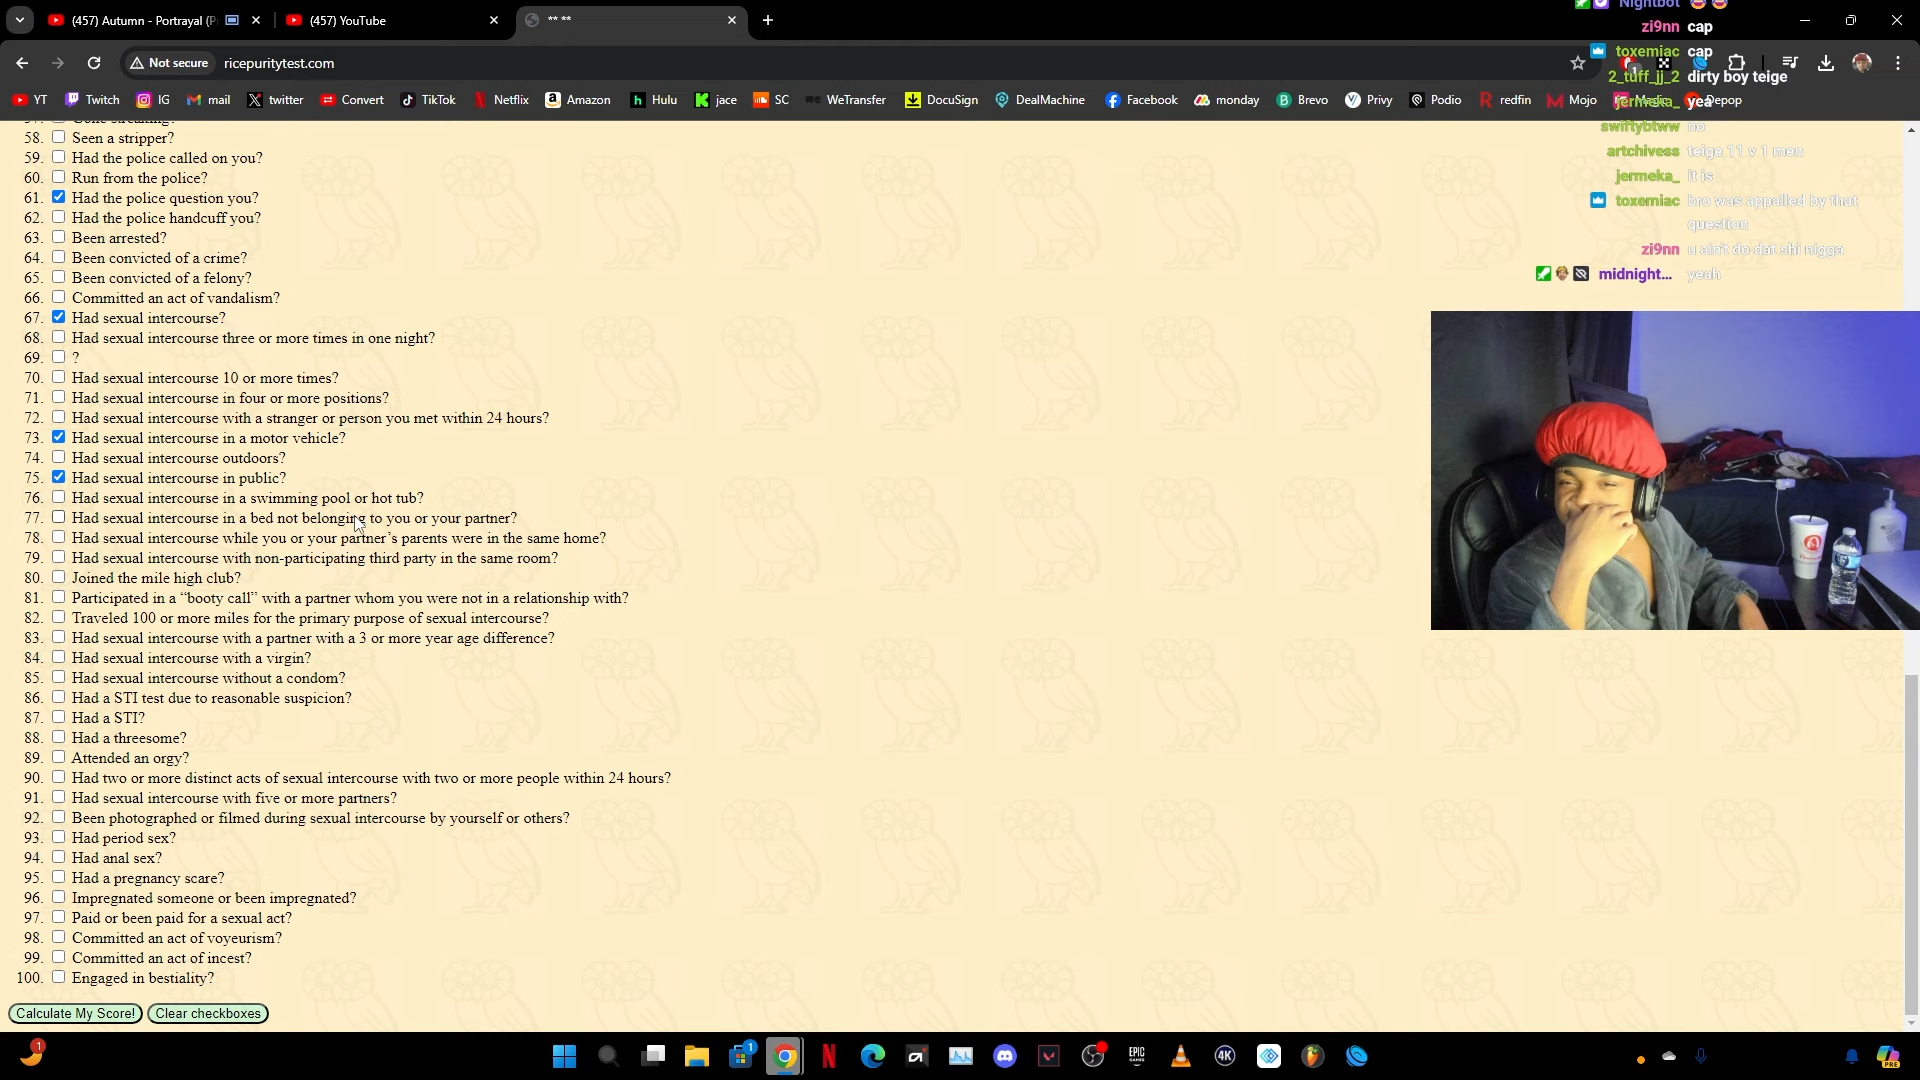 (457) Autumn - Portrayal (P
(457) YouTube
** **
Not secure
ricepuritytest.com
YT
Twitch
IG
mail
twitter
Convert
TikTok
Netflix
Amazon
Hulu
jace
SC
WeTransfer
DocuSign
DealMachine
Facebook
monday
Brevo
Privy
Podio
redfin
Mojo
Magic
Depop
58. Seen a stripper?
59. Had the police called on you?
60. Run from the police?
61. Had the police question you?
62. Had the police handcuff you?
63. Been arrested?
64. Been convicted of a crime?
65. Been convicted of a felony?
66. Committed an act of vandalism?
67. Had sexual intercourse?
68. Had sexual intercourse three or more times in one night?
69. ?
70. Had sexual intercourse 10 or more times?
71. Had sexual intercourse in four or more positions?
72. Had sexual intercourse with a stranger or person you met within 24 hours?
73. Had sexual intercourse in a motor vehicle?
74. Had sexual intercourse outdoors?
75. Had sexual intercourse in public?
76. Had sexual intercourse in a swimming pool or hot tub?
77. Had sexual intercourse in a bed not belonging to you or your partner?
78. Had sexual intercourse while you or your partner’s parents were in the same home?
79. Had sexual intercourse with non-participating third party in the same room?
80. Joined the mile high club?
81. Participated in a “booty call” with a partner whom you were not in a relationship with?
82. Traveled 100 or more miles for the primary purpose of sexual intercourse?
83. Had sexual intercourse with a partner with a 3 or more year age difference?
84. Had sexual intercourse with a virgin?
85. Had sexual intercourse without a condom?
86. Had a STI test due to reasonable suspicion?
87. Had a STI?
88. Had a threesome?
89. Attended an orgy?
90. Had two or more distinct acts of sexual intercourse with two or more people within 24 hours?
91. Had sexual intercourse with five or more partners?
92. Been photographed or filmed during sexual intercourse by yourself or others?
93. Had period sex?
94. Had anal sex?
95. Had a pregnancy scare?
96. Impregnated someone or been impregnated?
97. Paid or been paid for a sexual act?
98. Committed an act of voyeurism?
99. Committed an act of incest?
100. Engaged in bestiality?
Calculate My Score! Clear checkboxes
Nightbot
zi9nn cap
toxemiac cap
2_tuff_jj_2 dirty boy teige
jermeka_ yea
swiftybtww no
artchivess teige 11 v 1 men
jermeka_ it is
toxemiac bro was appalled by that
question
zi9nn u ain't do dat shi nigga
midnight... yeah
1
1
EPIC
GAMES
4K
PRE